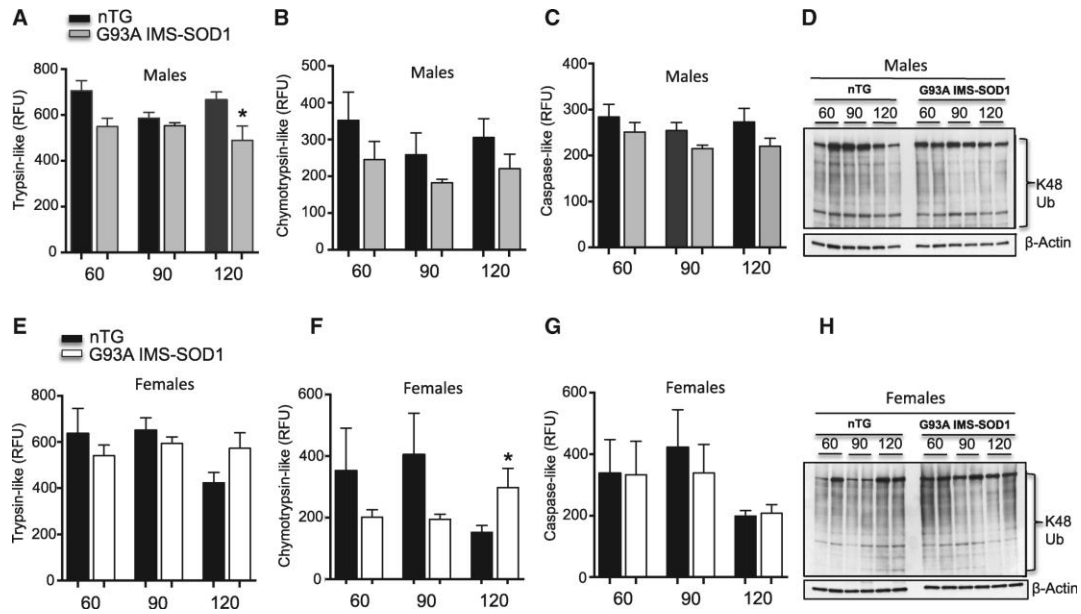 A
nTG
G93A IMS-SOD1
Males
Trypsin-like (RFU)
800
600
400
200
0
*
60 90 120
B
Males
Chymotrypsin-like (RFU)
500
400
300
200
100
0
60 90 120
C
Males
Caspase-like (RFU)
400
300
200
100
0
60 90 120
D
Males
nTG G93A IMS-SOD1
60 90 120 60 90 120
K48
Ub
β-Actin
E
nTG
G93A IMS-SOD1
Females
Trypsin-like (RFU)
800
600
400
200
0
60 90 120
F
Females
Chymotrypsin-like (RFU)
600
400
200
0
*
60 90 120
G
Females
Caspase-like (RFU)
600
400
200
0
60 90 120
H
Females
nTG G93A IMS-SOD1
60 90 120 60 90 120
K48
Ub
β-Actin